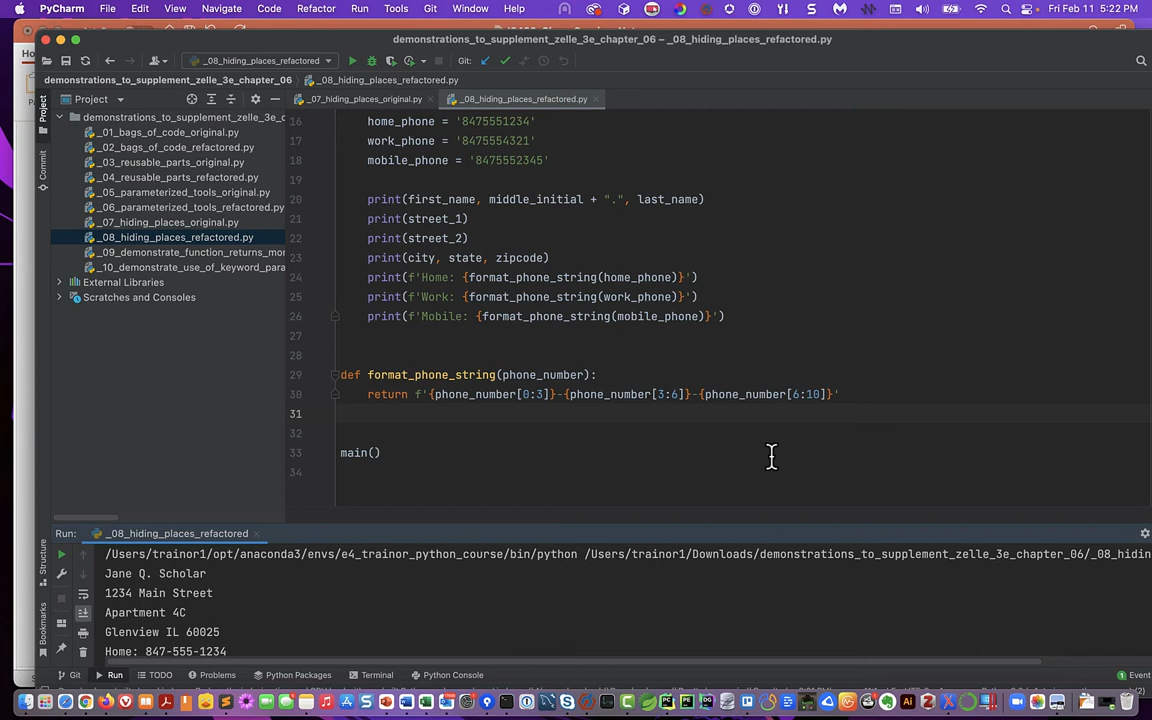 PyCharm File Edit View Navigate Code Refactor Run Tools Git Window Help Fri Feb 11 5:22 PM
demonstrations_to_supplement_zelle_3e_chapter_06 – _08_hiding_places_refactored.py
_08_hiding_places_refactored Git:
demonstrations_to_supplement_zelle_3e_chapter_06 _08_hiding_places_refactored.py
Project _07_hiding_places_original.py _08_hiding_places_refactored.py
Project
Commit
demonstrations_to_supplement_zelle_3e_c
_01_bags_of_code_original.py
_02_bags_of_code_refactored.py
_03_reusable_parts_original.py
_04_reusable_parts_refactored.py
_05_parameterized_tools_original.py
_06_parameterized_tools_refactored.py
_07_hiding_places_original.py
_08_hiding_places_refactored.py
_09_demonstrate_function_returns_mor
_10_demonstrate_use_of_keyword_para
External Libraries
Scratches and Consoles
16 home_phone = '8475551234'
17 work_phone = '8475554321'
18 mobile_phone = '8475552345'
19
20 print(first_name, middle_initial + ".", last_name)
21 print(street_1)
22 print(street_2)
23 print(city, state, zipcode)
24 print(f'Home: {format_phone_string(home_phone)}')
25 print(f'Work: {format_phone_string(work_phone)}')
26 print(f'Mobile: {format_phone_string(mobile_phone)}')
27
28
29 def format_phone_string(phone_number):
30 return f'{phone_number[0:3]}-{phone_number[3:6]}-{phone_number[6:10]}'
31
32
33 main()
34
Run: _08_hiding_places_refactored
/Users/trainor1/opt/anaconda3/envs/e4_trainor_python_course/bin/python /Users/trainor1/Downloads/demonstrations_to_supplement_zelle_3e_chapter_06/_08_hidin
Jane Q. Scholar
1234 Main Street
Apartment 4C
Glenview IL 60025
Home: 847-555-1234
Structure
Bookmarks
Git Run TODO Problems Python Packages Terminal Python Console Event